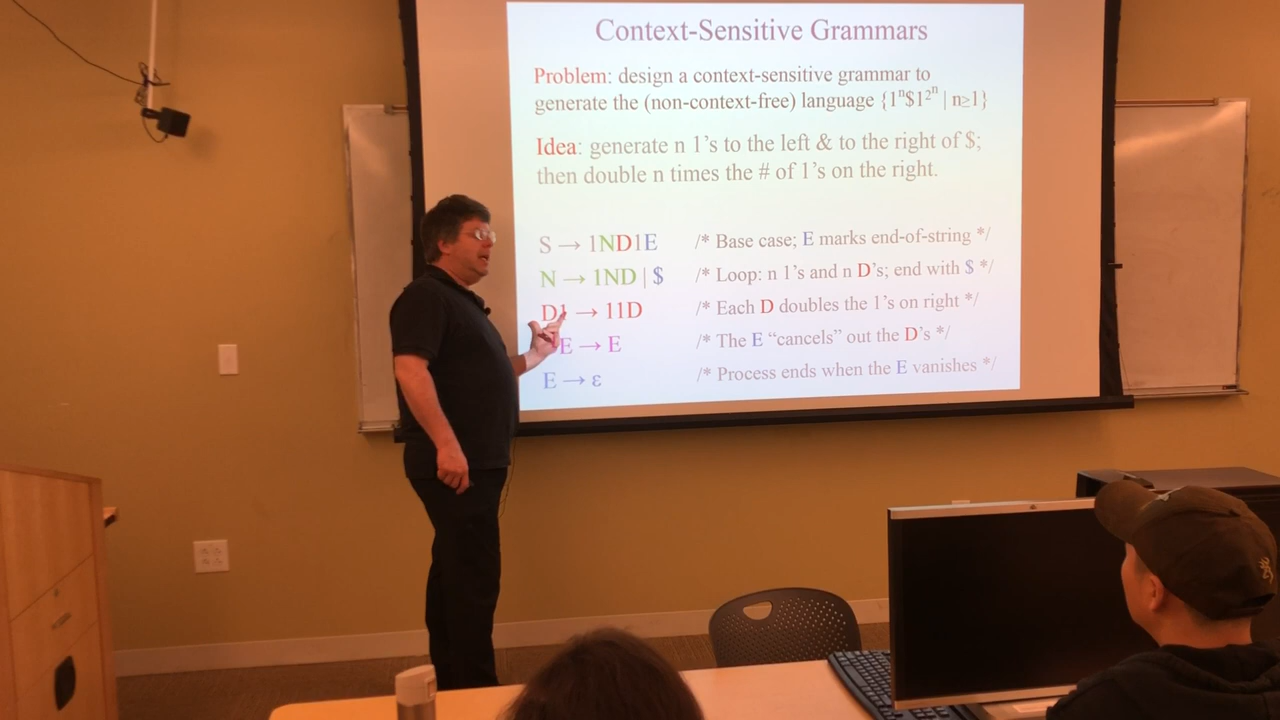 Context-Sensitive Grammars
Problem: design a context-sensitive grammar to
generate the (non-context-free) language {1ⁿ$1²ⁿ | n≥1}
Idea: generate n 1's to the left & to the right of $;
then double n times the # of 1's on the right.
S → 1ND1E /* Base case; E marks end-of-string */
N → 1ND | $ /* Loop: n 1's and n D's; end with $ */
D1 → 11D /* Each D doubles the 1's on right */
E → E /* The E "cancels" out the D's */
E → ε /* Process ends when the E vanishes */